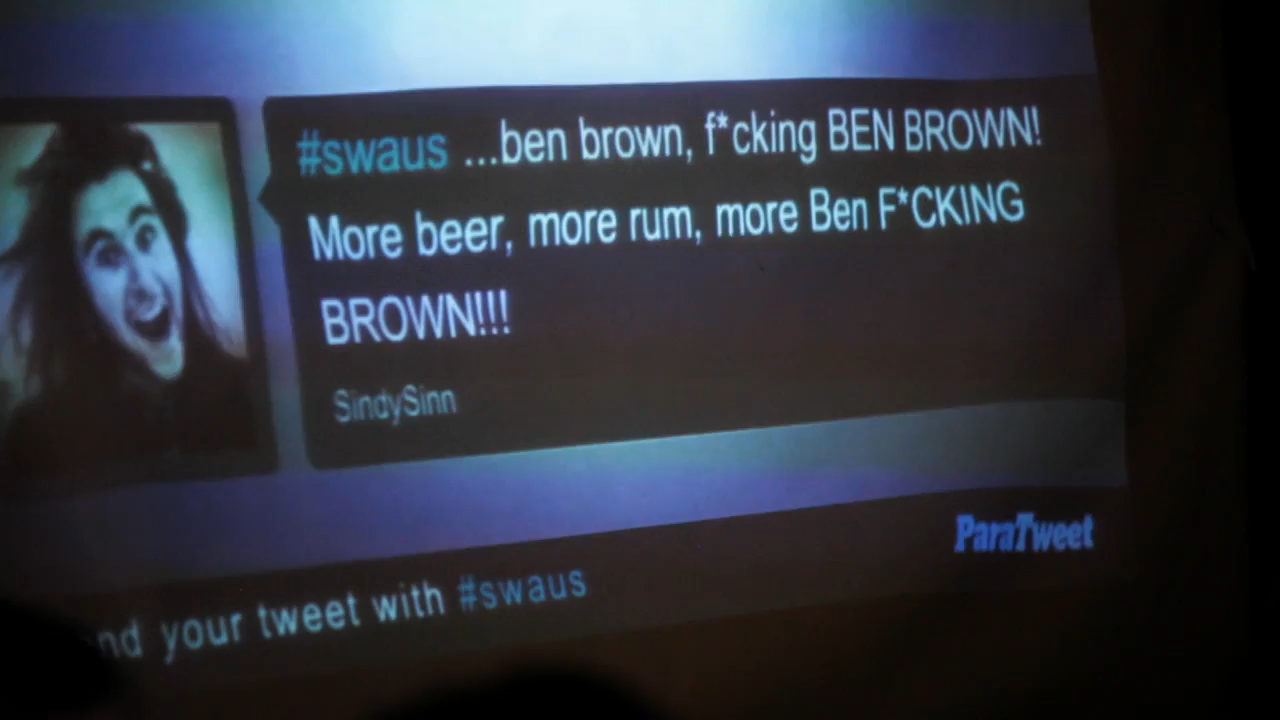 #swaus ...ben brown, f*cking BEN BROWN!
More beer, more rum, more Ben F*CKING
BROWN!!!
SindySinn
ParaTweet
nd your tweet with #swaus